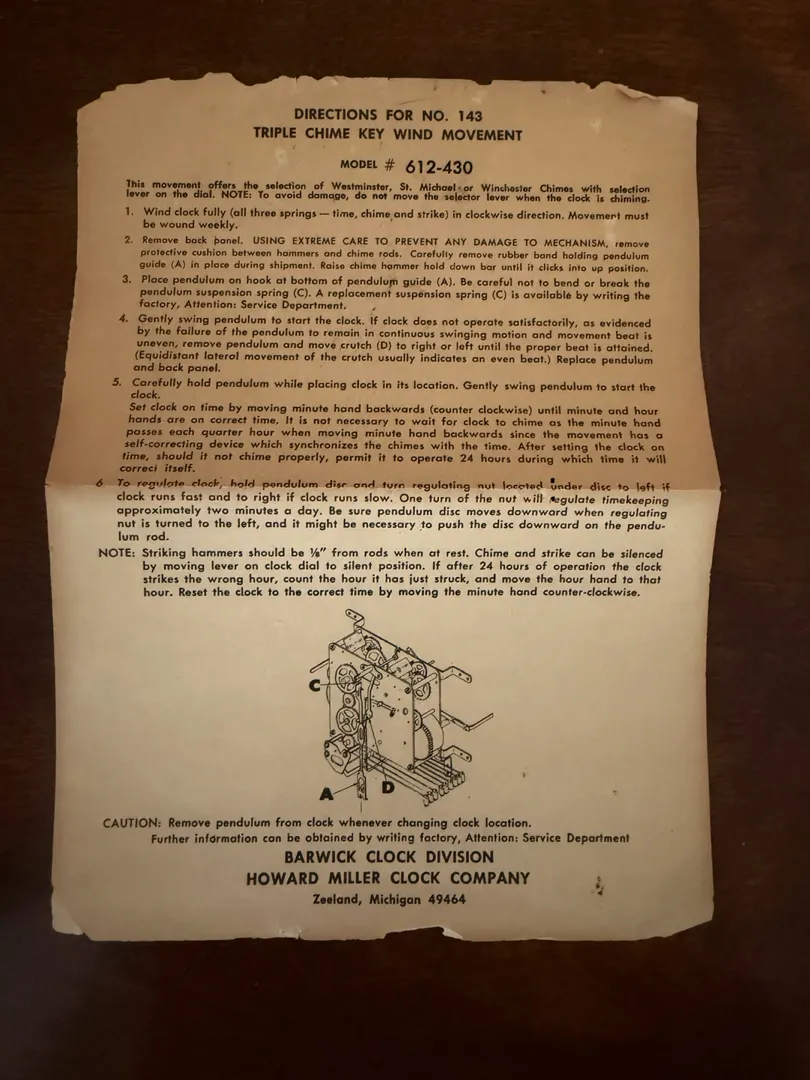 DIRECTIONS FOR NO. 143
TRIPLE CHIME KEY WIND MOVEMENT
MODEL # 612-430
This movement offers the selection of Westminster, St. Michael or Winchester Chimes with selection
lever on the dial. NOTE: To avoid damage, do not move the selector lever when the clock is chiming.
1. Wind clock fully (all three springs — time, chime and strike) in clockwise direction. Movement must
be wound weekly.
2. Remove back panel. USING EXTREME CARE TO PREVENT ANY DAMAGE TO MECHANISM, remove
protective cushion between hammers and chime rods. Carefully remove rubber band holding pendulum
guide (A) in place during shipment. Raise chime hammer hold down bar until it clicks into up position.
3. Place pendulum on hook at bottom of pendulum guide (A). Be careful not to bend or break the
pendulum suspension spring (C). A replacement suspension spring (C) is available by writing the
factory, Attention: Service Department.
4. Gently swing pendulum to start the clock. If clock does not operate satisfactorily, as evidenced
by the failure of the pendulum to remain in continuous swinging motion and movement beat is
uneven, remove pendulum and move crutch (D) to right or left until the proper beat is attained.
(Equidistant lateral movement of the crutch usually indicates an even beat.) Replace pendulum
and back panel.
5. Carefully hold pendulum while placing clock in its location. Gently swing pendulum to start the
clock.
Set clock on time by moving minute hand backwards (counter clockwise) until minute and hour
hands are on correct time. It is not necessary to wait for clock to chime as the minute hand
passes each quarter hour when moving minute hand backwards since the movement has a
self-correcting device which synchronizes the chimes with the time. After setting the clock on
time, should it not chime properly, permit it to operate 24 hours during which time it will
correct itself.
6 To regulate clock, hold pendulum disc and turn regulating nut located under disc to left if
clock runs fast and to right if clock runs slow. One turn of the nut will regulate timekeeping
approximately two minutes a day. Be sure pendulum disc moves downward when regulating
nut is turned to the left, and it might be necessary to push the disc downward on the pendu-
lum rod.
NOTE: Striking hammers should be ⅛" from rods when at rest. Chime and strike can be silenced
by moving lever on clock dial to silent position. If after 24 hours of operation the clock
strikes the wrong hour, count the hour it has just struck, and move the hour hand to that
hour. Reset the clock to the correct time by moving the minute hand counter-clockwise.
C
A D
CAUTION: Remove pendulum from clock whenever changing clock location.
Further information can be obtained by writing factory, Attention: Service Department
BARWICK CLOCK DIVISION
HOWARD MILLER CLOCK COMPANY
Zeeland, Michigan 49464